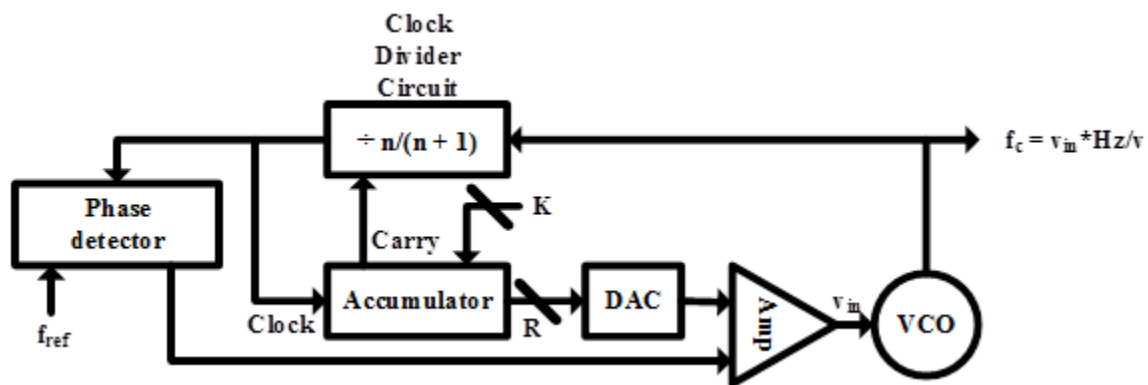 Clock
Divider
Circuit
÷ n/(n + 1)
f_c = v_in*Hz/v
Phase
detector
K
Carry
Accumulator
DAC
Amp
v_in
VCO
Clock
R
f_ref